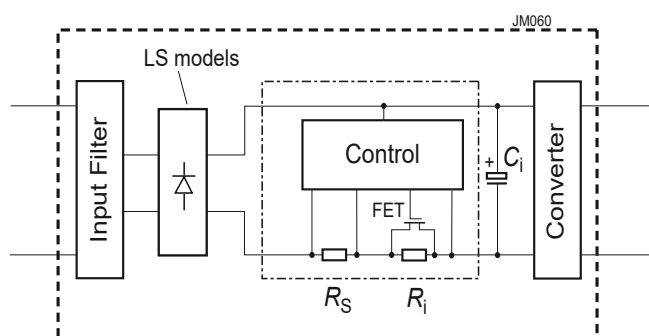 JM060
LS models
Input Filter
Control
FET
+
Ci
Converter
RS
Ri